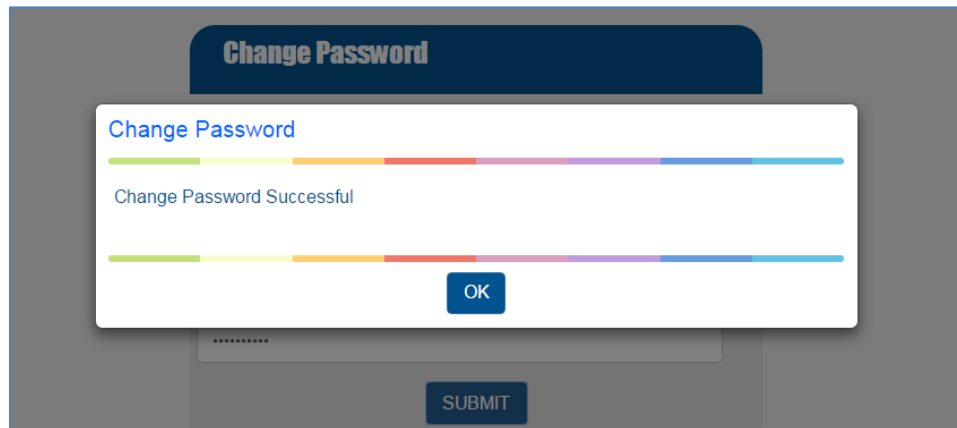 Change Password
Change Password
Change Password Successful
OK
••••••••••
SUBMIT